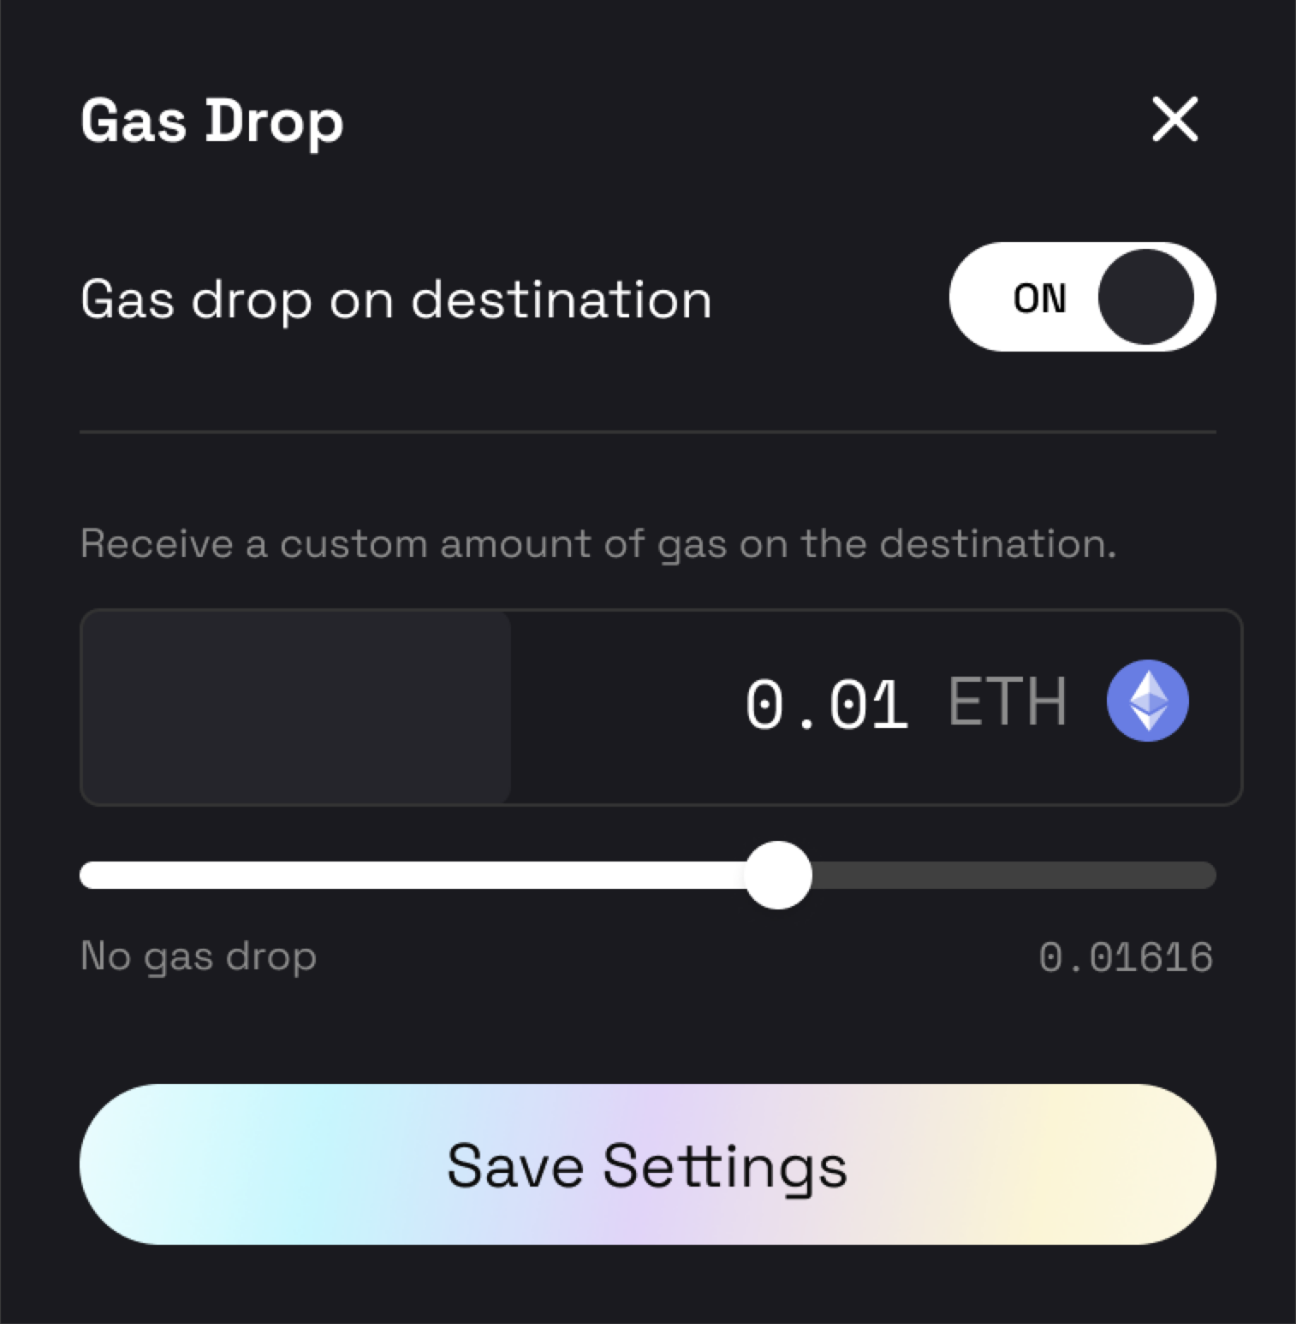 Gas Drop
Gas drop on destination
ON
Receive a custom amount of gas on the destination.
0.01 ETH
No gas drop
0.01616
Save Settings